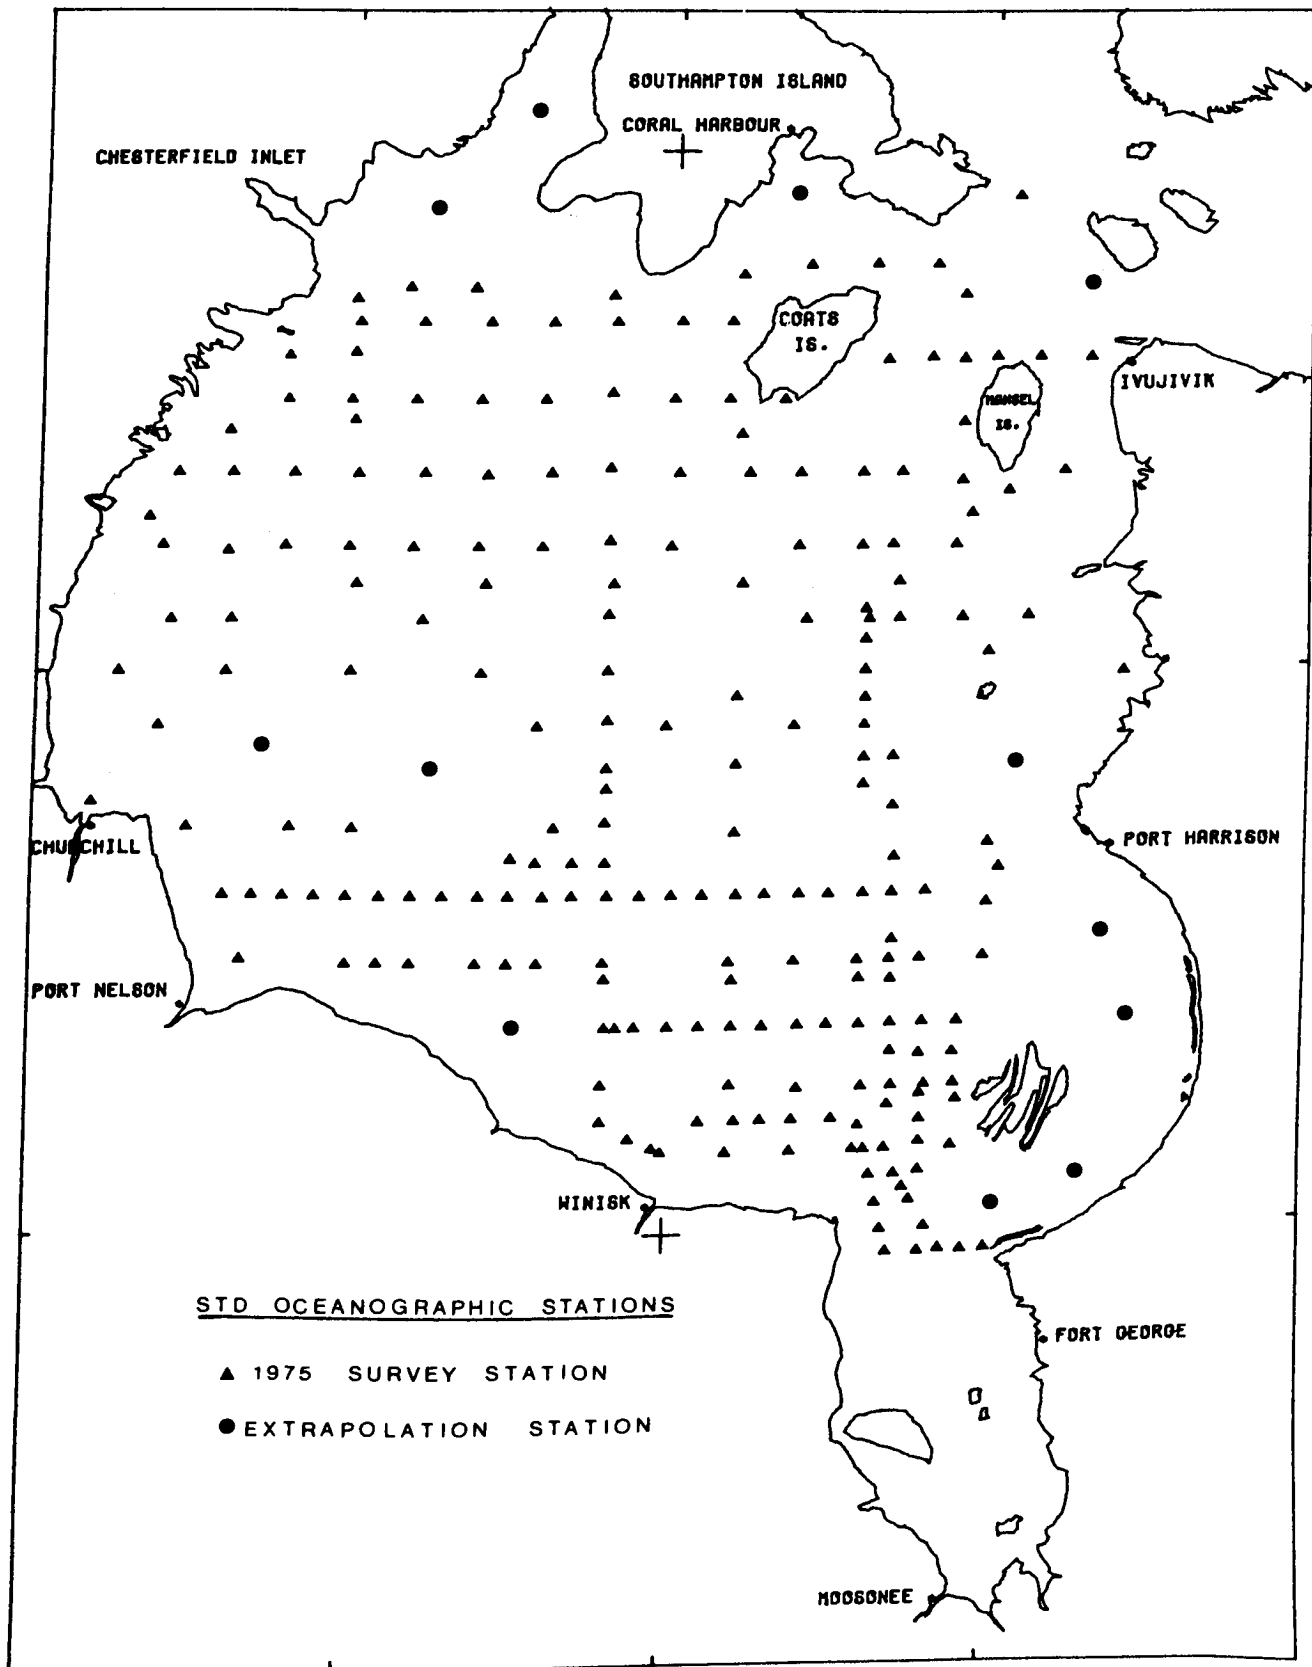 SOUTHAMPTON ISLAND
CORAL HARBOUR
CHESTERFIELD INLET
COATS
IS.
IVUJIVIK
MANSEL
IS.
CHURCHILL
PORT HARRISON
PORT NELSON
WINISK
STD OCEANOGRAPHIC STATIONS
1975 SURVEY STATION
EXTRAPOLATION STATION
FORT GEORGE
MOOSONEE